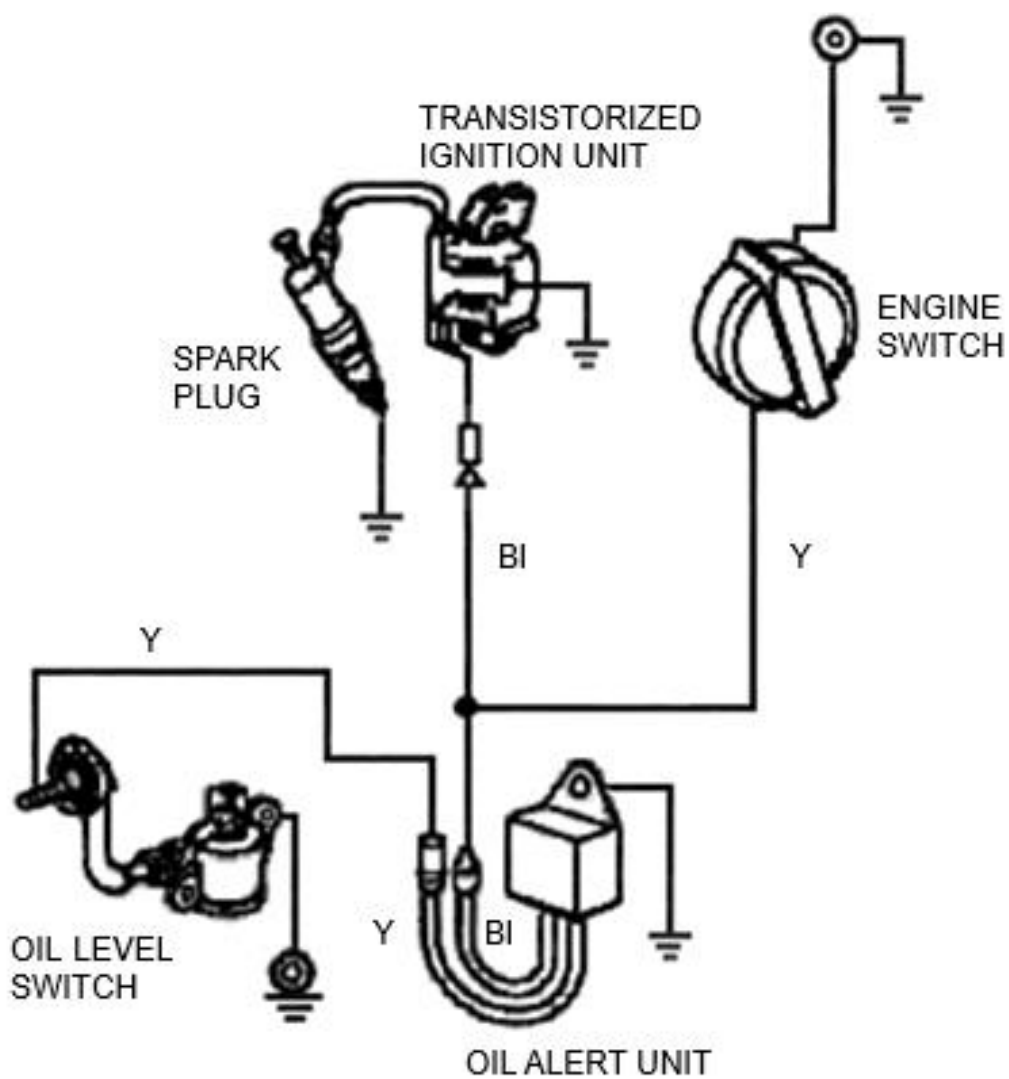 TRANSISTORIZED
IGNITION UNIT
ENGINE
SWITCH
SPARK
PLUG
BI
Y
Y
Y
BI
OIL LEVEL
SWITCH
OIL ALERT UNIT